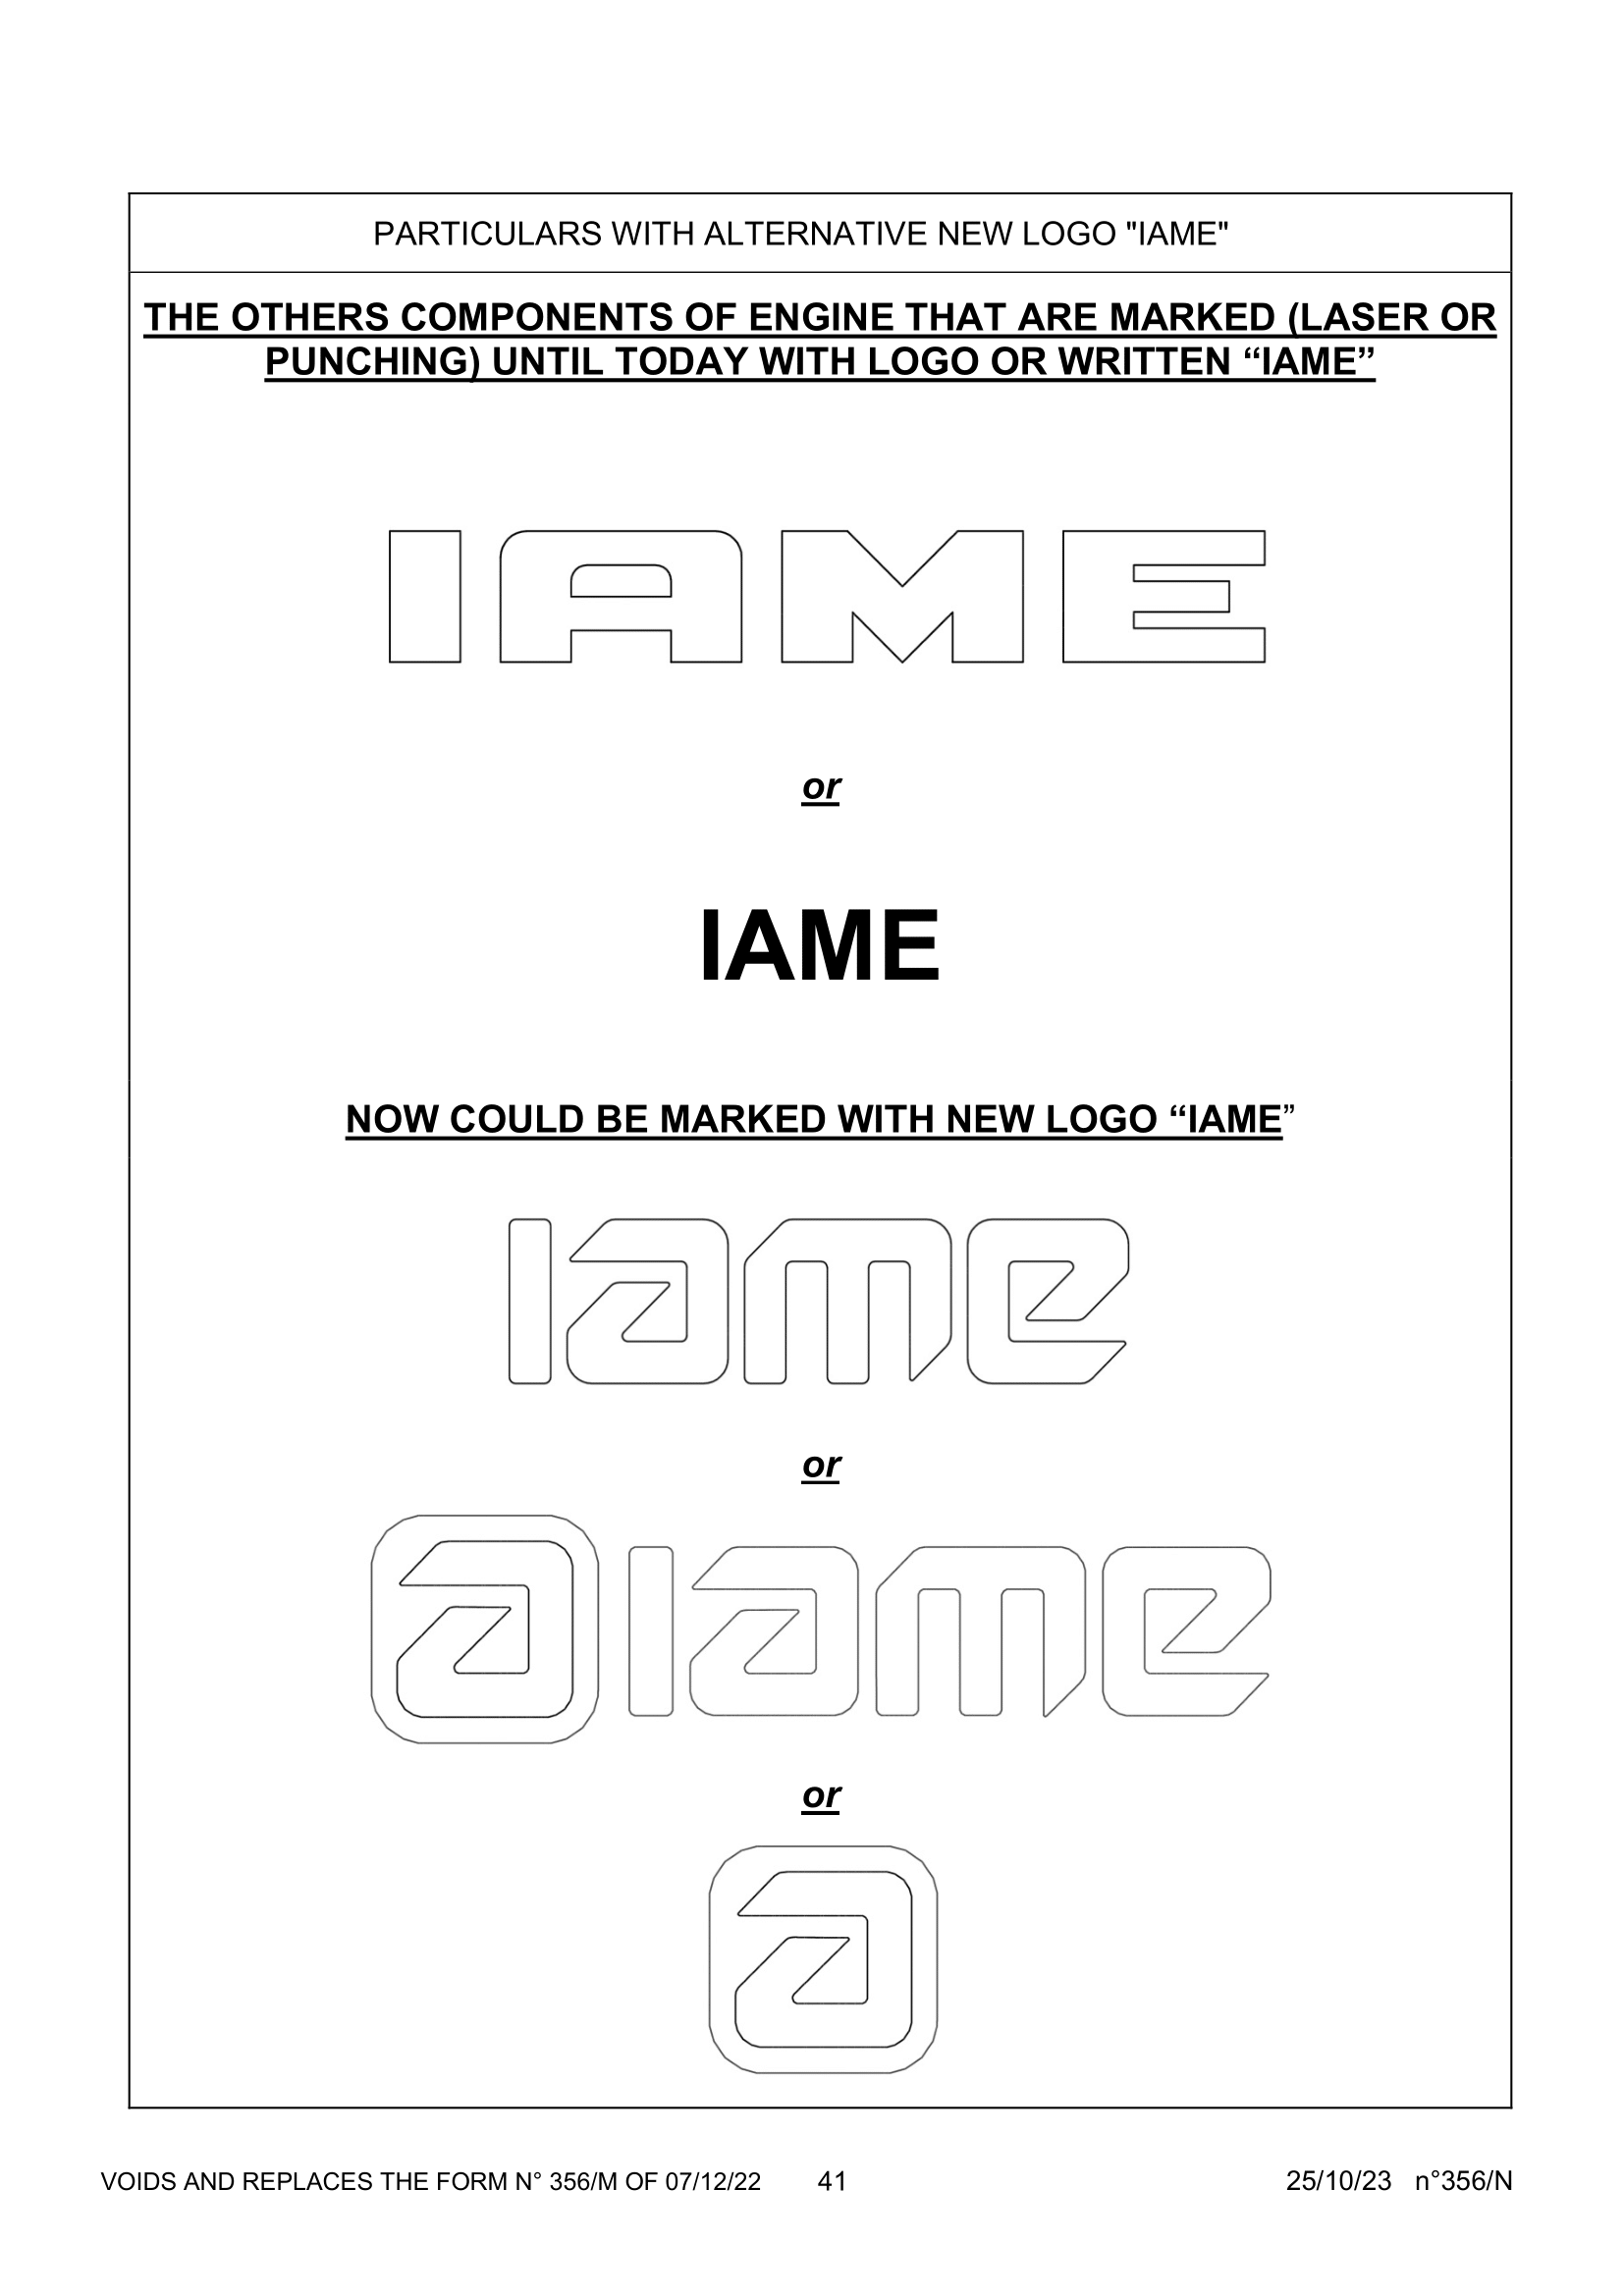 PARTICULARS WITH ALTERNATIVE NEW LOGO "IAME"
THE OTHERS COMPONENTS OF ENGINE THAT ARE MARKED (LASER OR
PUNCHING) UNTIL TODAY WITH LOGO OR WRITTEN “IAME”
IAME
or
IAME
NOW COULD BE MARKED WITH NEW LOGO “IAME”
iame
or
a iame
or
a
VOIDS AND REPLACES THE FORM N° 356/M OF 07/12/22 41 25/10/23 n°356/N